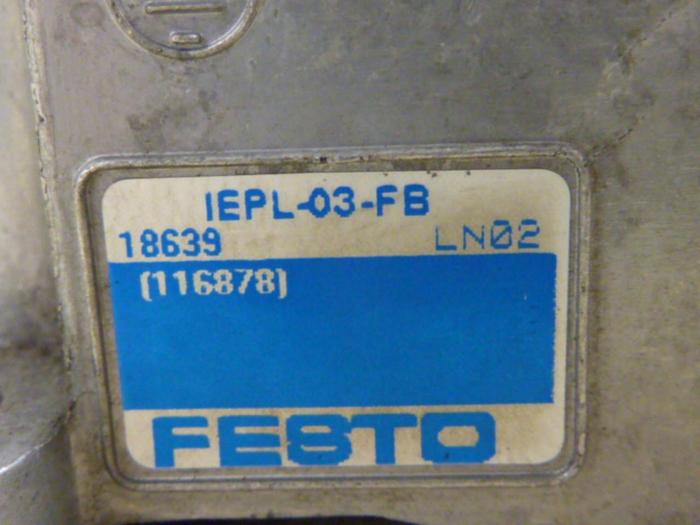 IEPL-03-FB
18639 LN02
(116878)
FESTO